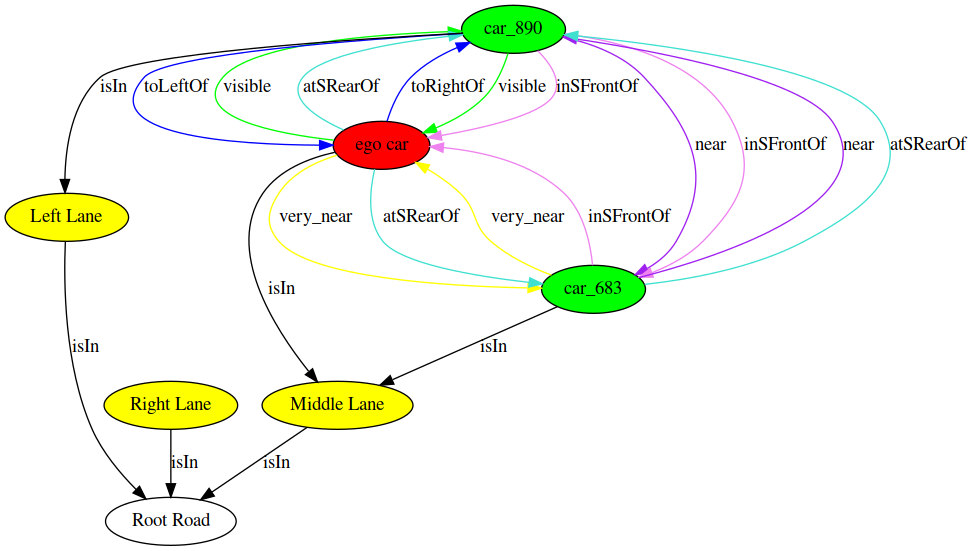 car_890
isIn
toLeftOf
visible
atSRearOf
toRightOf
visible
inSFrontOf
ego car
near
inSFrontOf
near
atSRearOf
Left Lane
very_near
atSRearOf
very_near
inSFrontOf
isIn
car_683
isIn
isIn
Right Lane
Middle Lane
isIn
isIn
Root Road